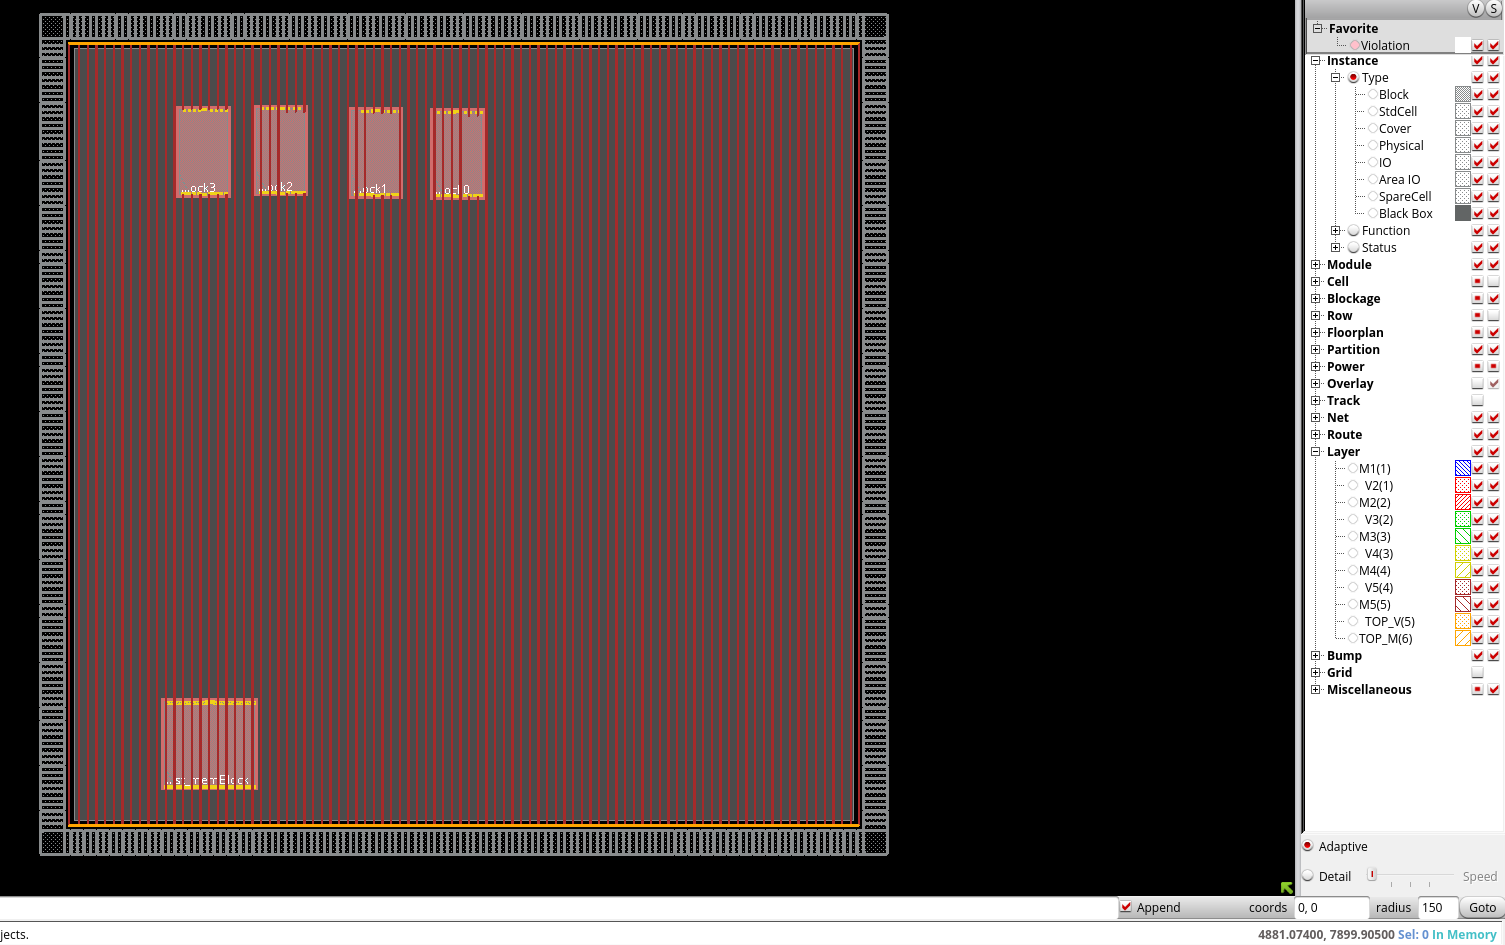 ...ock3
...ock2
...ock1
V S
Favorite
Violation
Instance
Type
Block
StdCell
Cover
Physical
IO
Area IO
SpareCell
Black Box
Function
Status
Module
Cell
Blockage
Row
Floorplan
Partition
Power
Overlay
Track
Net
Route
Layer
M1(1)
V2(1)
M2(2)
V3(2)
M3(3)
V4(3)
M4(4)
V5(4)
M5(5)
TOP_V(5)
TOP_M(6)
Bump
Grid
Miscellaneous
Adaptive
Detail Speed
Append coords 0, 0 radius 150 Goto
jects. 4881.07400, 7899.90500 Sel: 0 In Memory